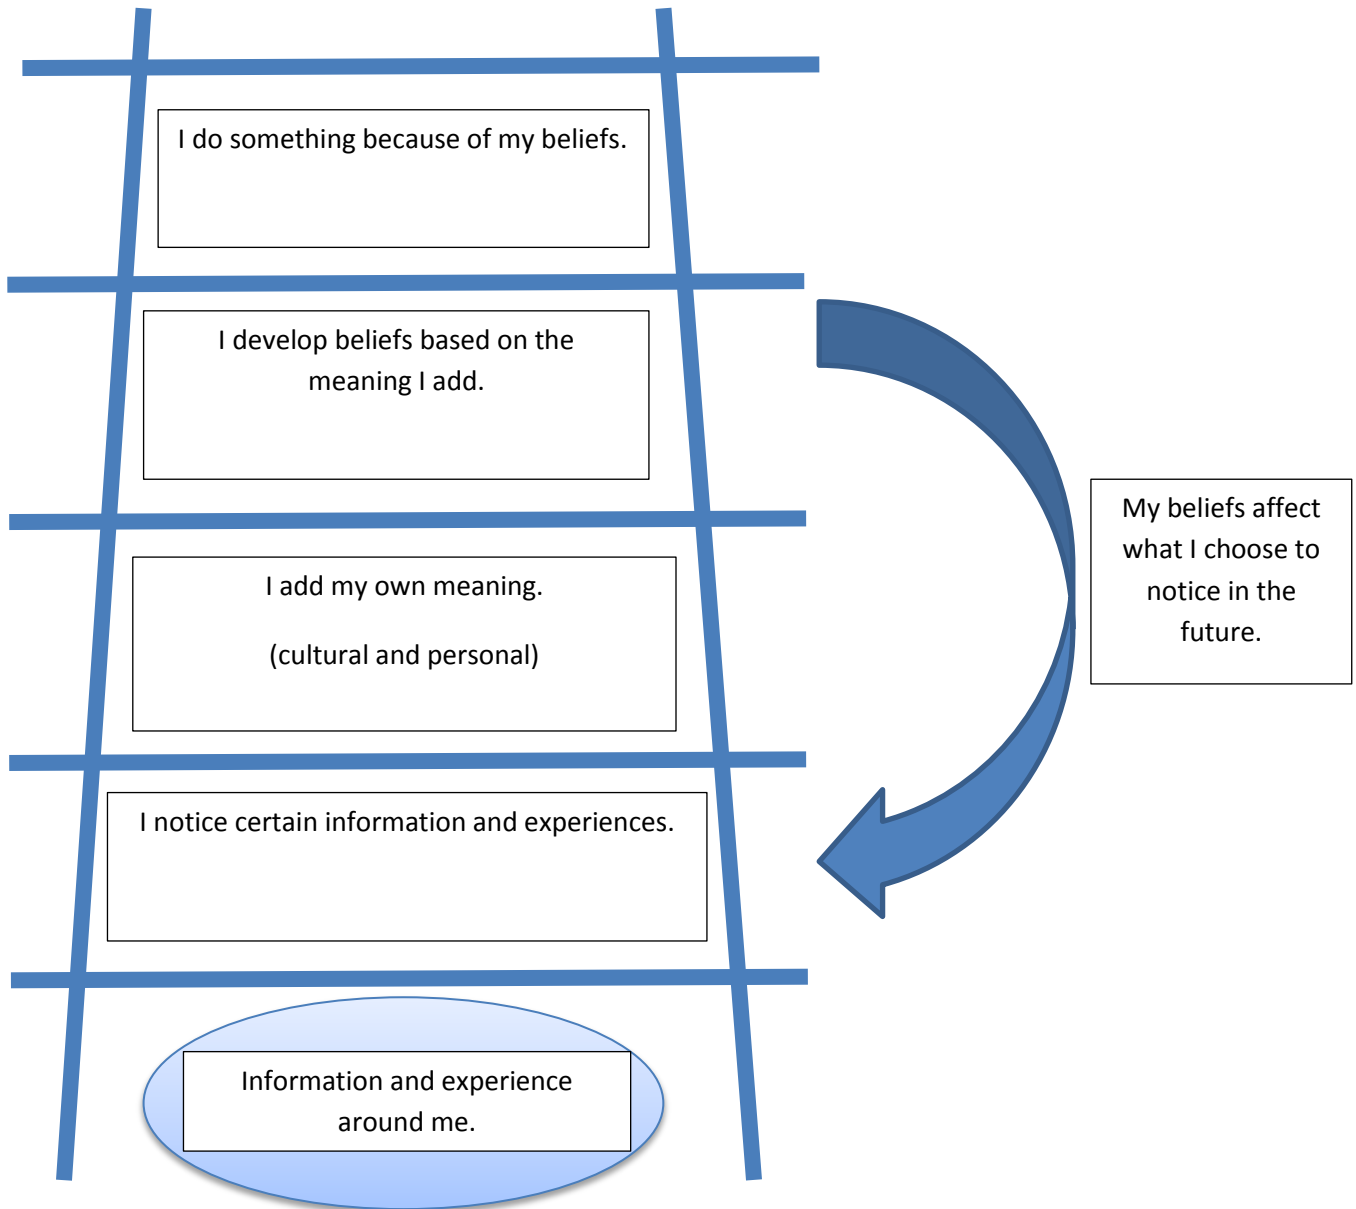 I do something because of my beliefs.
I develop beliefs based on the
meaning I add.
I add my own meaning.
(cultural and personal)
My beliefs affect
what I choose to
notice in the
future.
I notice certain information and experiences.
Information and experience
around me.